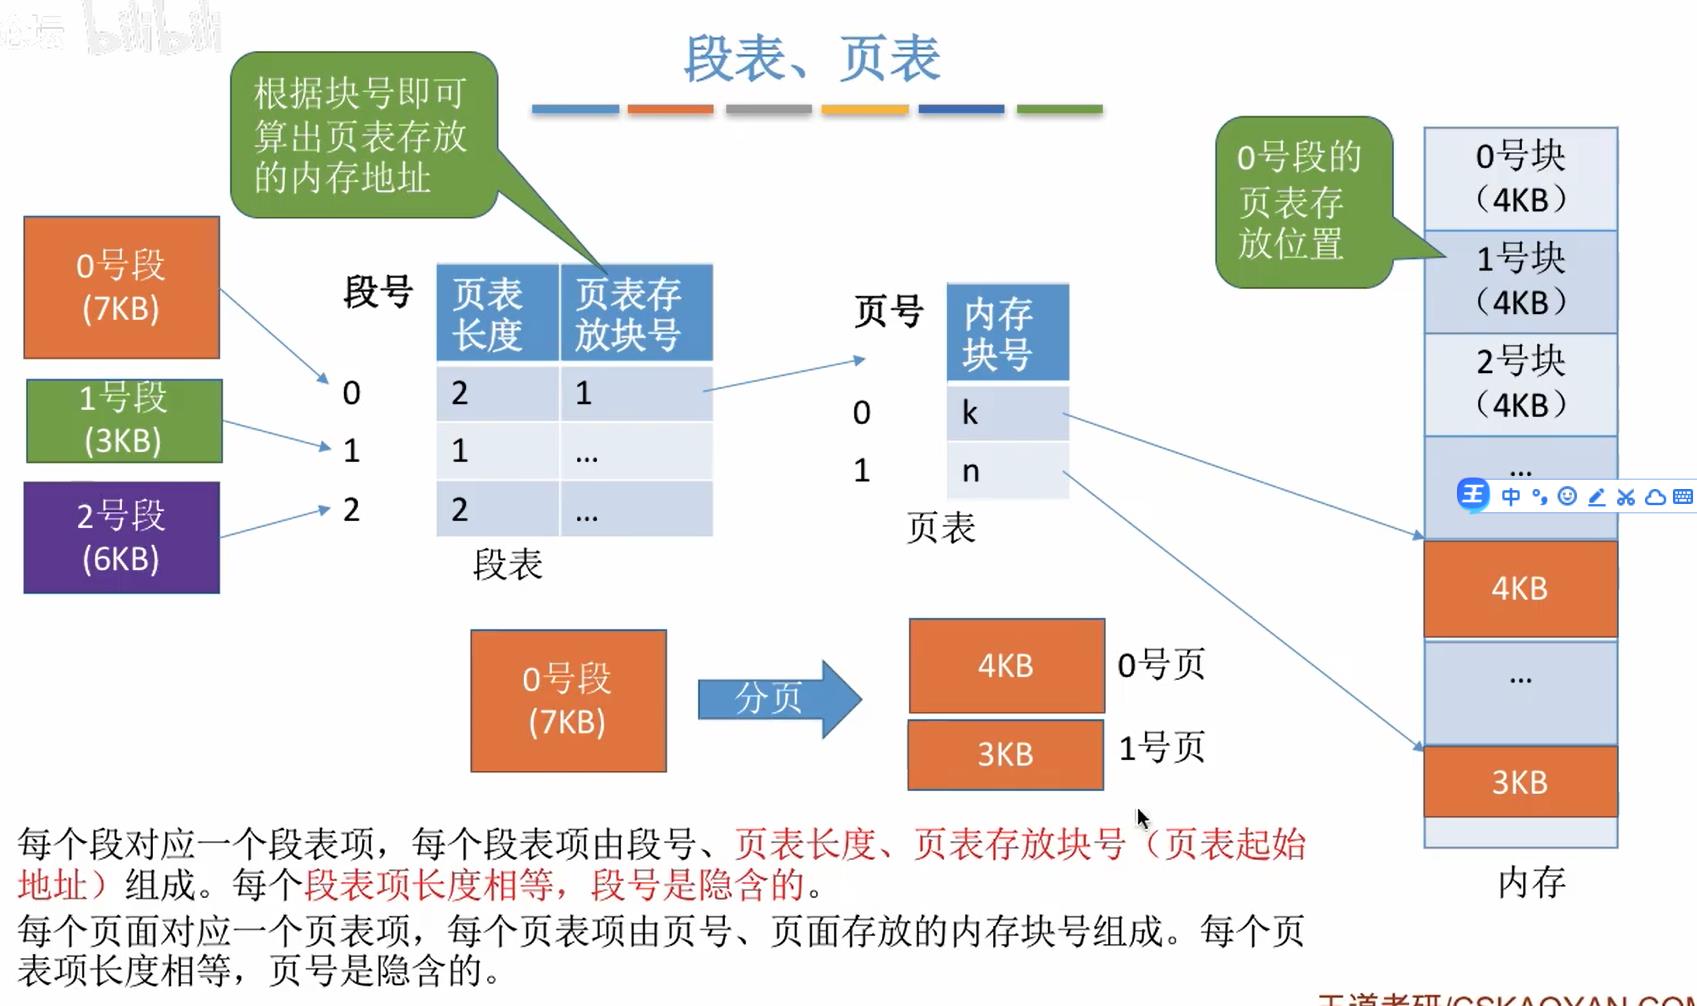 bilibili
段表、页表
根据块号即可
算出页表存放
的内存地址
0号段的
页表存
放位置
0号块
（4KB）
1号块
（4KB）
2号块
（4KB）
...
4KB
...
3KB
内存
0号段
(7KB)
1号段
(3KB)
2号段
(6KB)
段号
页表
长度
页表存
放块号
0 2 1
1 1 ...
2 2 ...
段表
页号
内存
块号
0 k
1 n
页表
中
0号段
(7KB)
分页
4KB 0号页
3KB 1号页
每个段对应一个段表项，每个段表项由段号、页表长度、页表存放块号（页表起始
地址）组成。每个段表项长度相等，段号是隐含的。
每个页面对应一个页表项，每个页表项由页号、页面存放的内存块号组成。每个页
表项长度相等，页号是隐含的。
王道考研/CSKAOYAN.COM